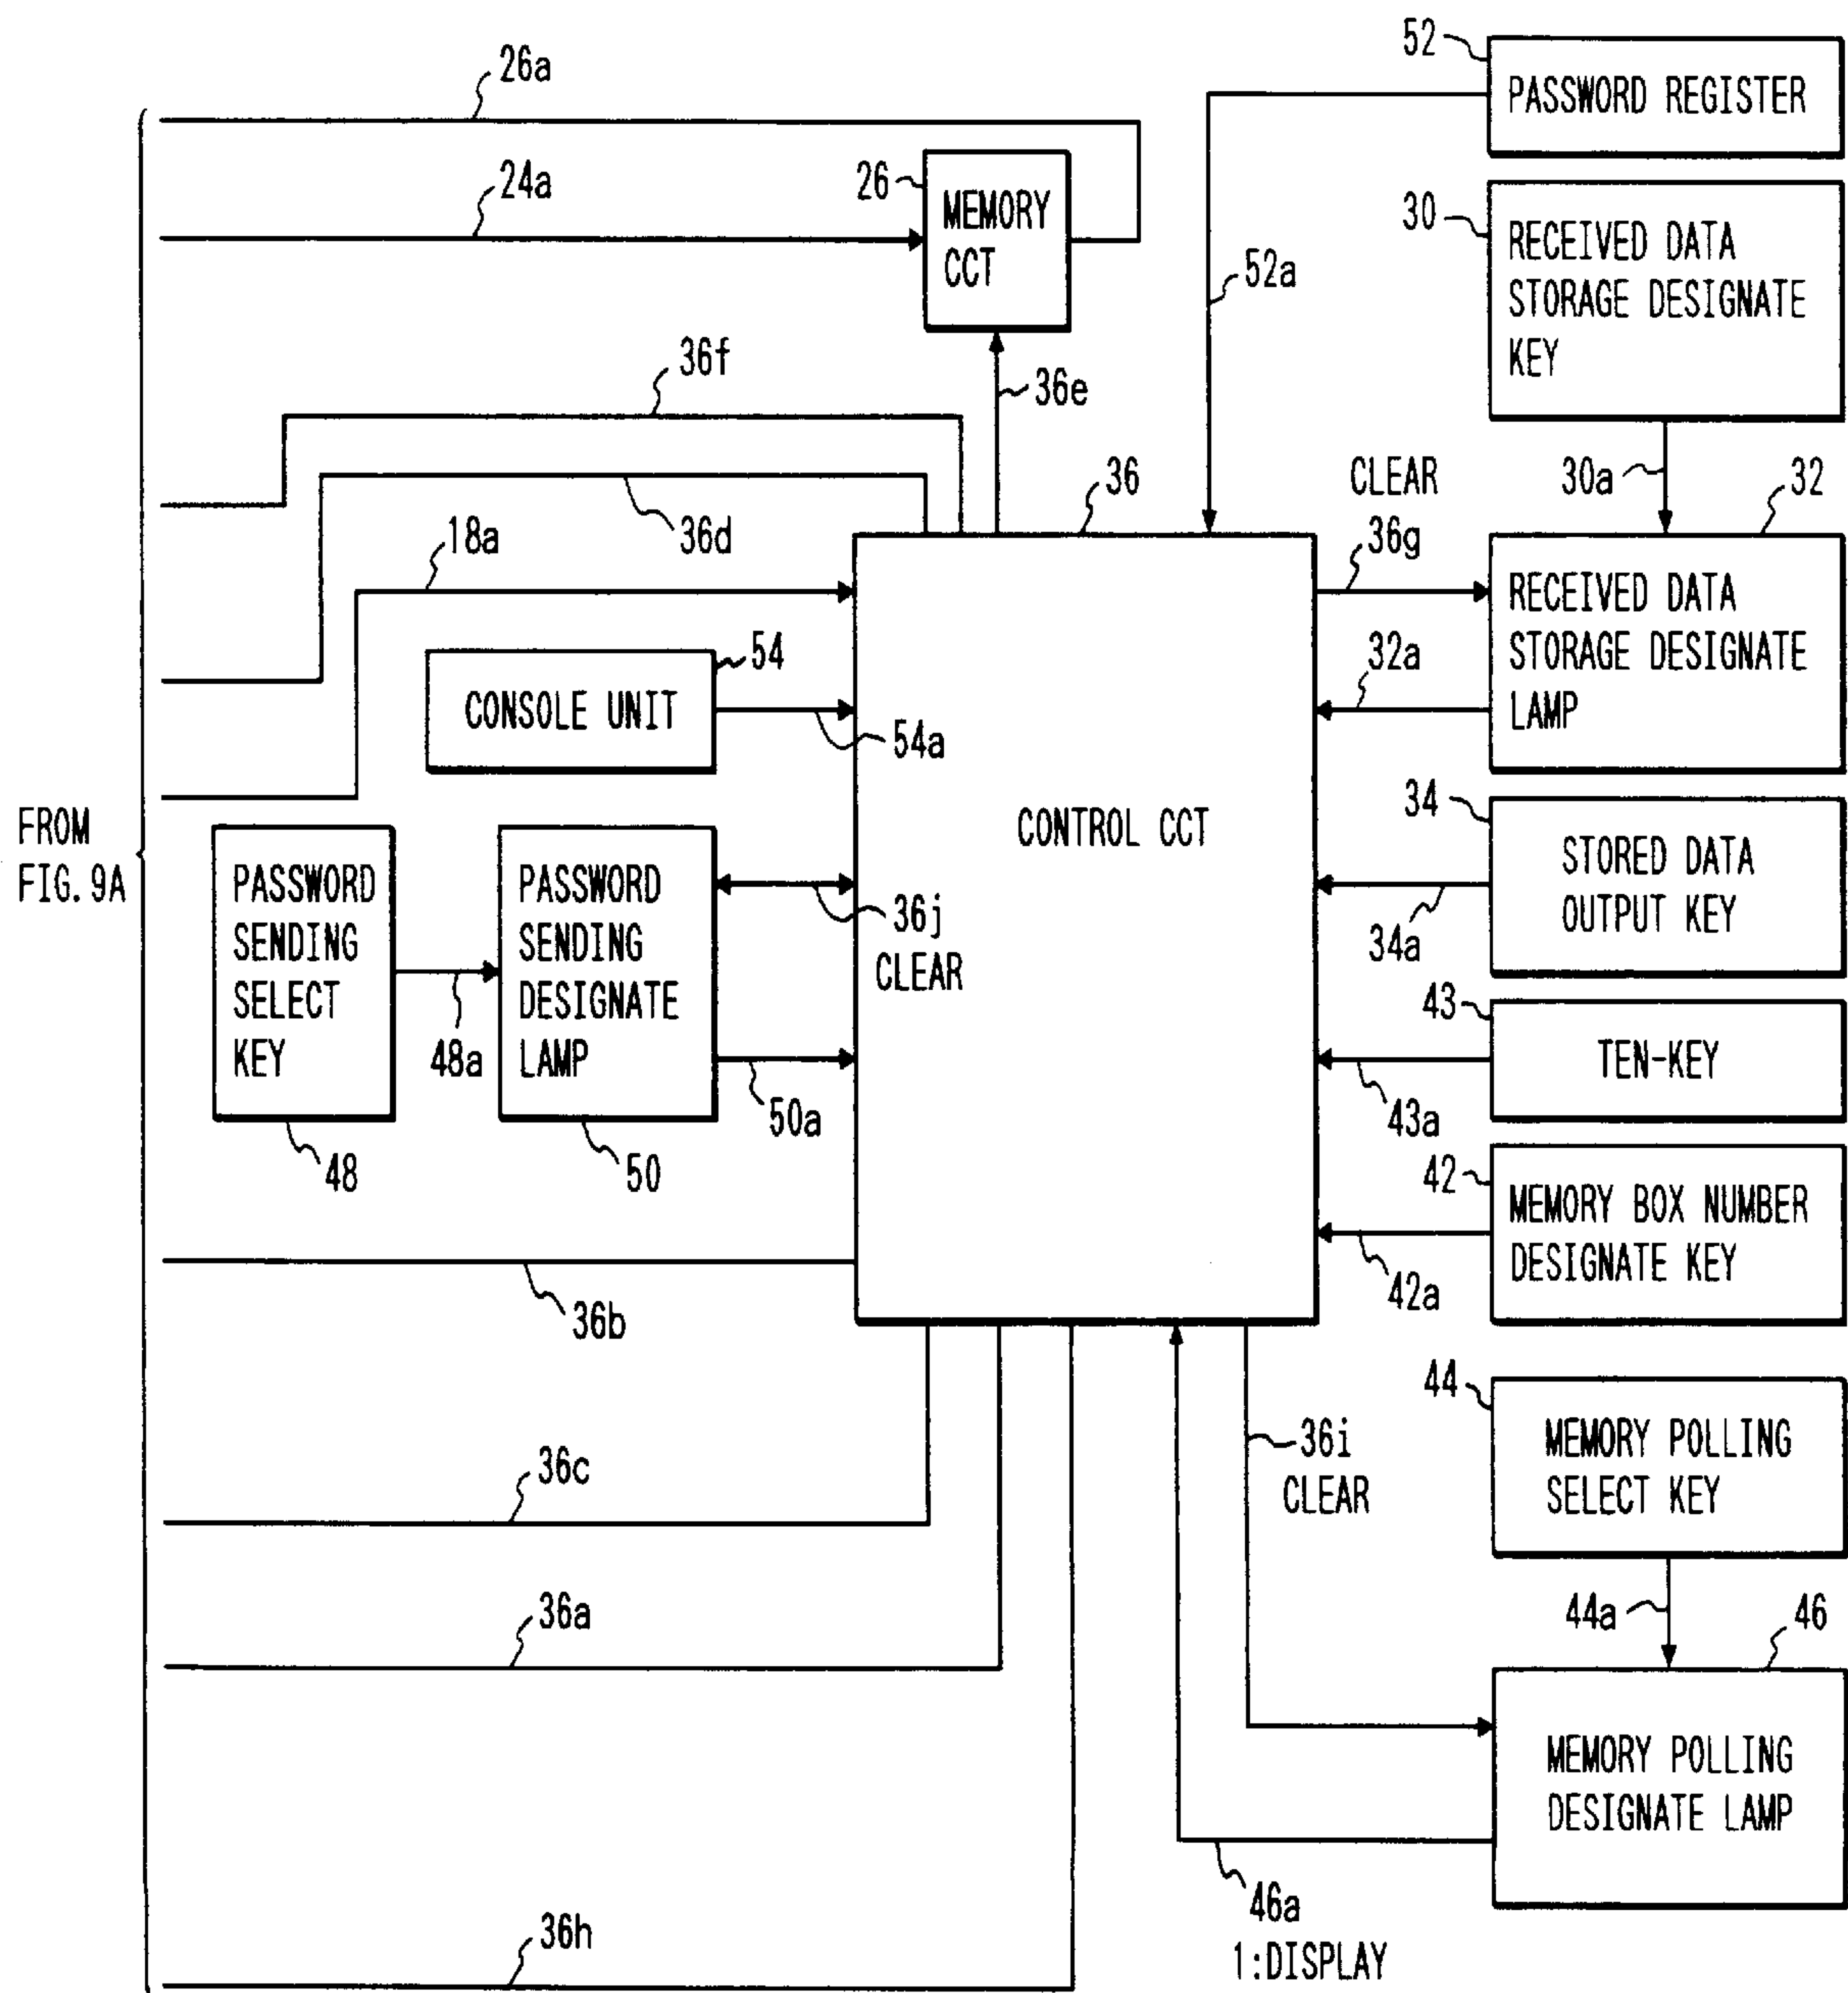 52
PASSWORD REGISTER
26a
24a
26
MEMORY
CCT
30
RECEIVED DATA
STORAGE DESIGNATE
KEY
52a
36f
36e
36d
36
CLEAR
36g
30a
32
18a
RECEIVED DATA
STORAGE DESIGNATE
LAMP
32a
54
CONSOLE UNIT
54a
CONTROL CCT
34
STORED DATA
OUTPUT KEY
34a
FROM
FIG. 9A
PASSWORD
SENDING
SELECT
KEY
48a
48
PASSWORD
SENDING
DESIGNATE
LAMP
50
36j
CLEAR
50a
43
TEN-KEY
43a
42
MEMORY BOX NUMBER
DESIGNATE KEY
42a
36b
44
MEMORY POLLING
SELECT KEY
36i
CLEAR
36c
44a
46
36a
MEMORY POLLING
DESIGNATE LAMP
46a
1:DISPLAY
36h